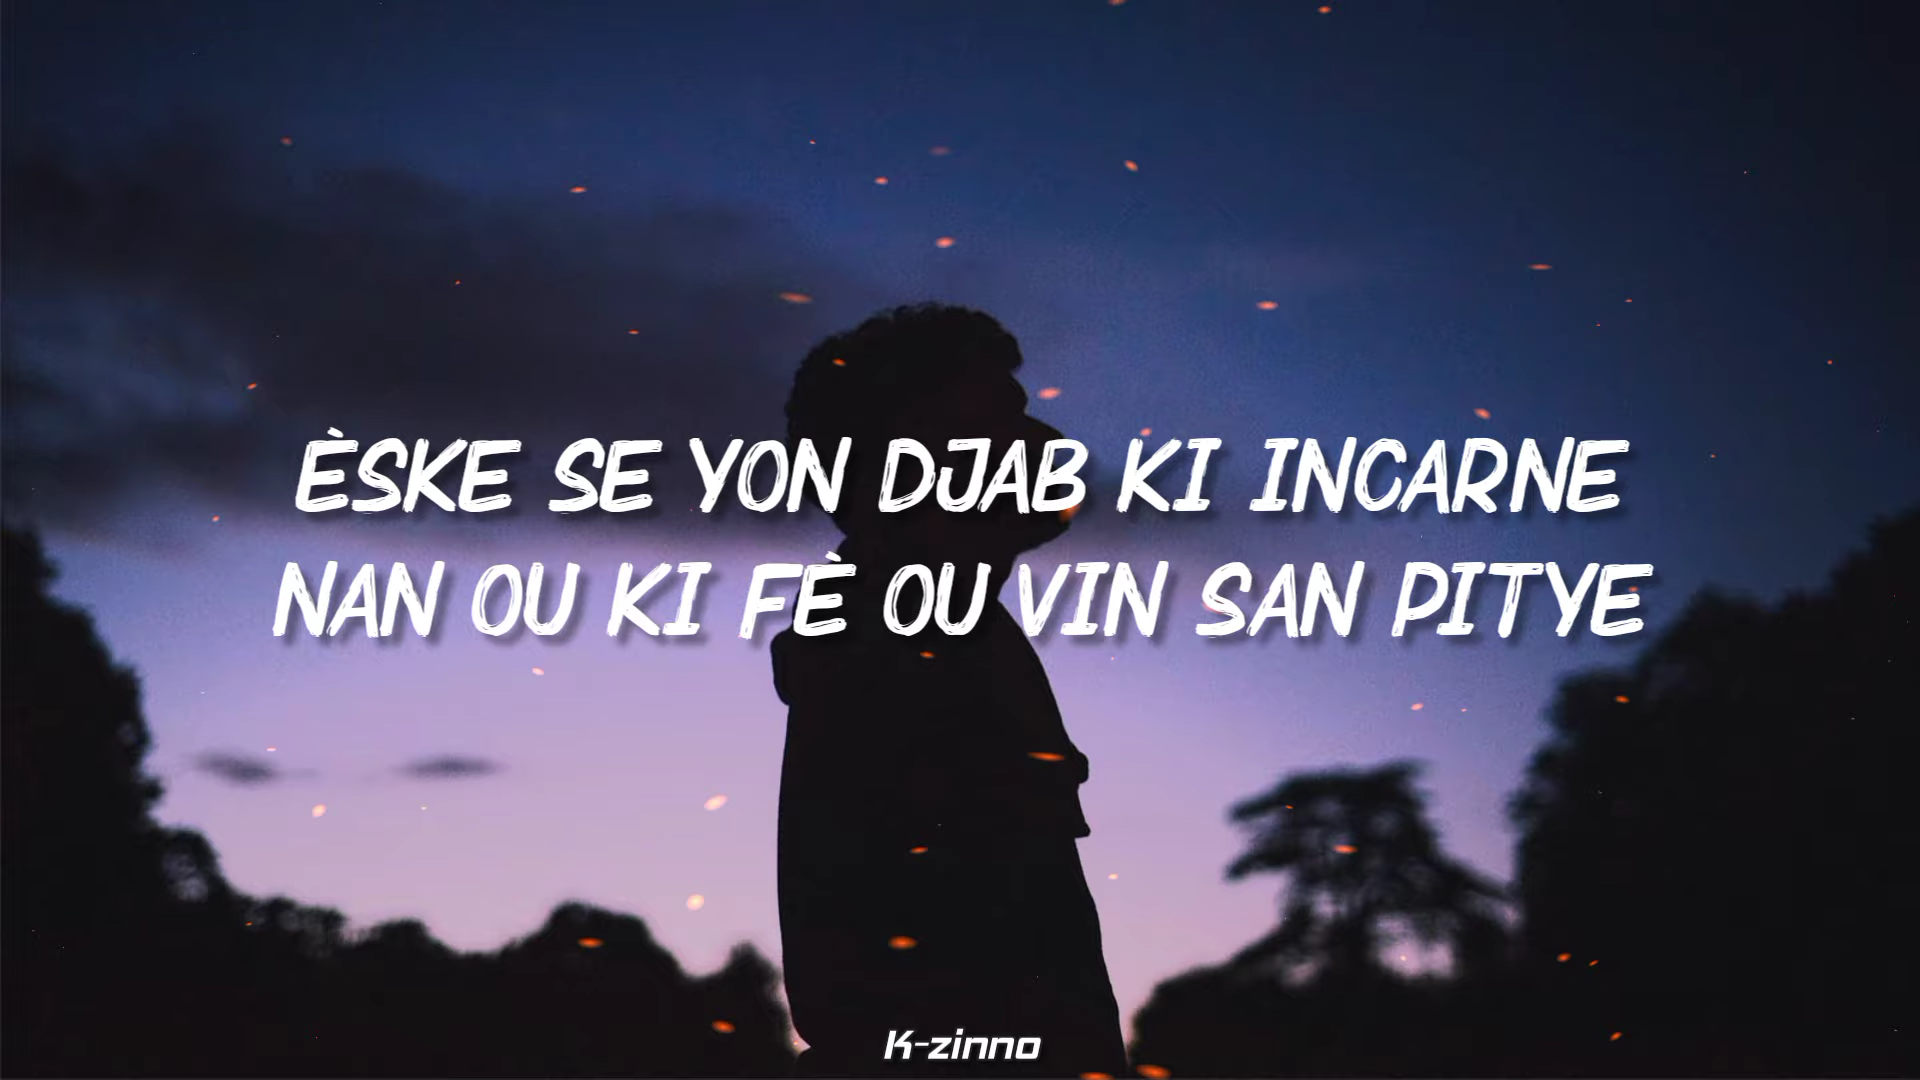 ÈSKE SE YON DJAB KI INCARNE
NAN OU KI FÈ OU VIN SAN PITYE
K-zinno